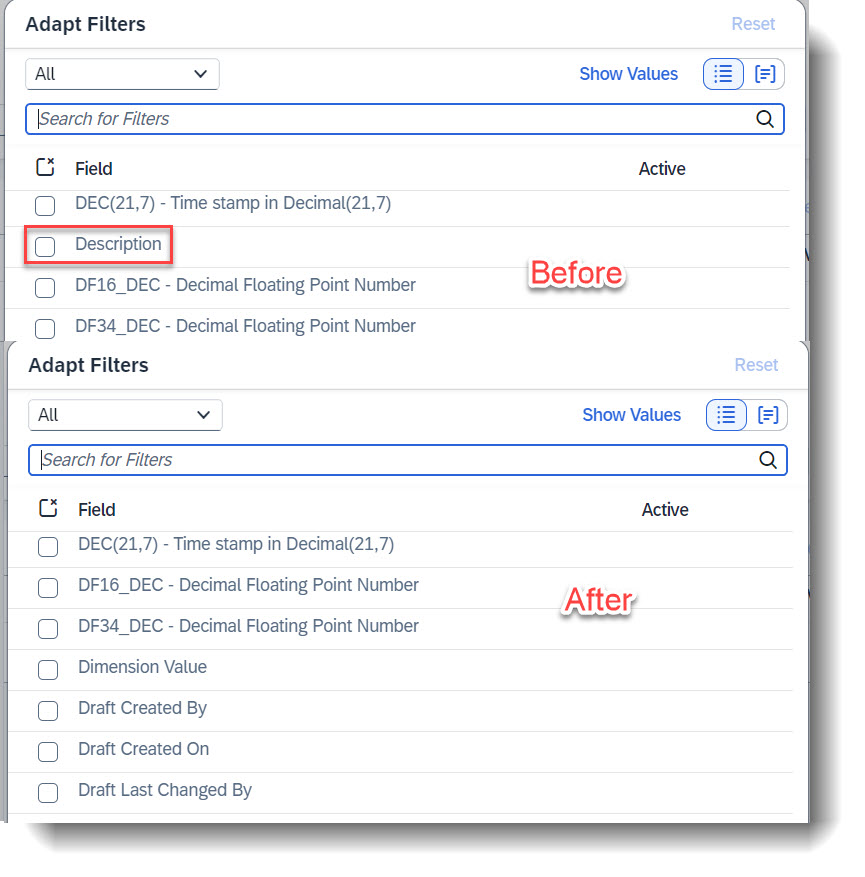 Adapt Filters Reset
All Show Values
Search for Filters
Field Active
DEC(21,7) - Time stamp in Decimal(21,7)
Description
Before
DF16_DEC - Decimal Floating Point Number
DF34_DEC - Decimal Floating Point Number
Adapt Filters Reset
All Show Values
Search for Filters
Field Active
DEC(21,7) - Time stamp in Decimal(21,7)
DF16_DEC - Decimal Floating Point Number
After
DF34_DEC - Decimal Floating Point Number
Dimension Value
Draft Created By
Draft Created On
Draft Last Changed By